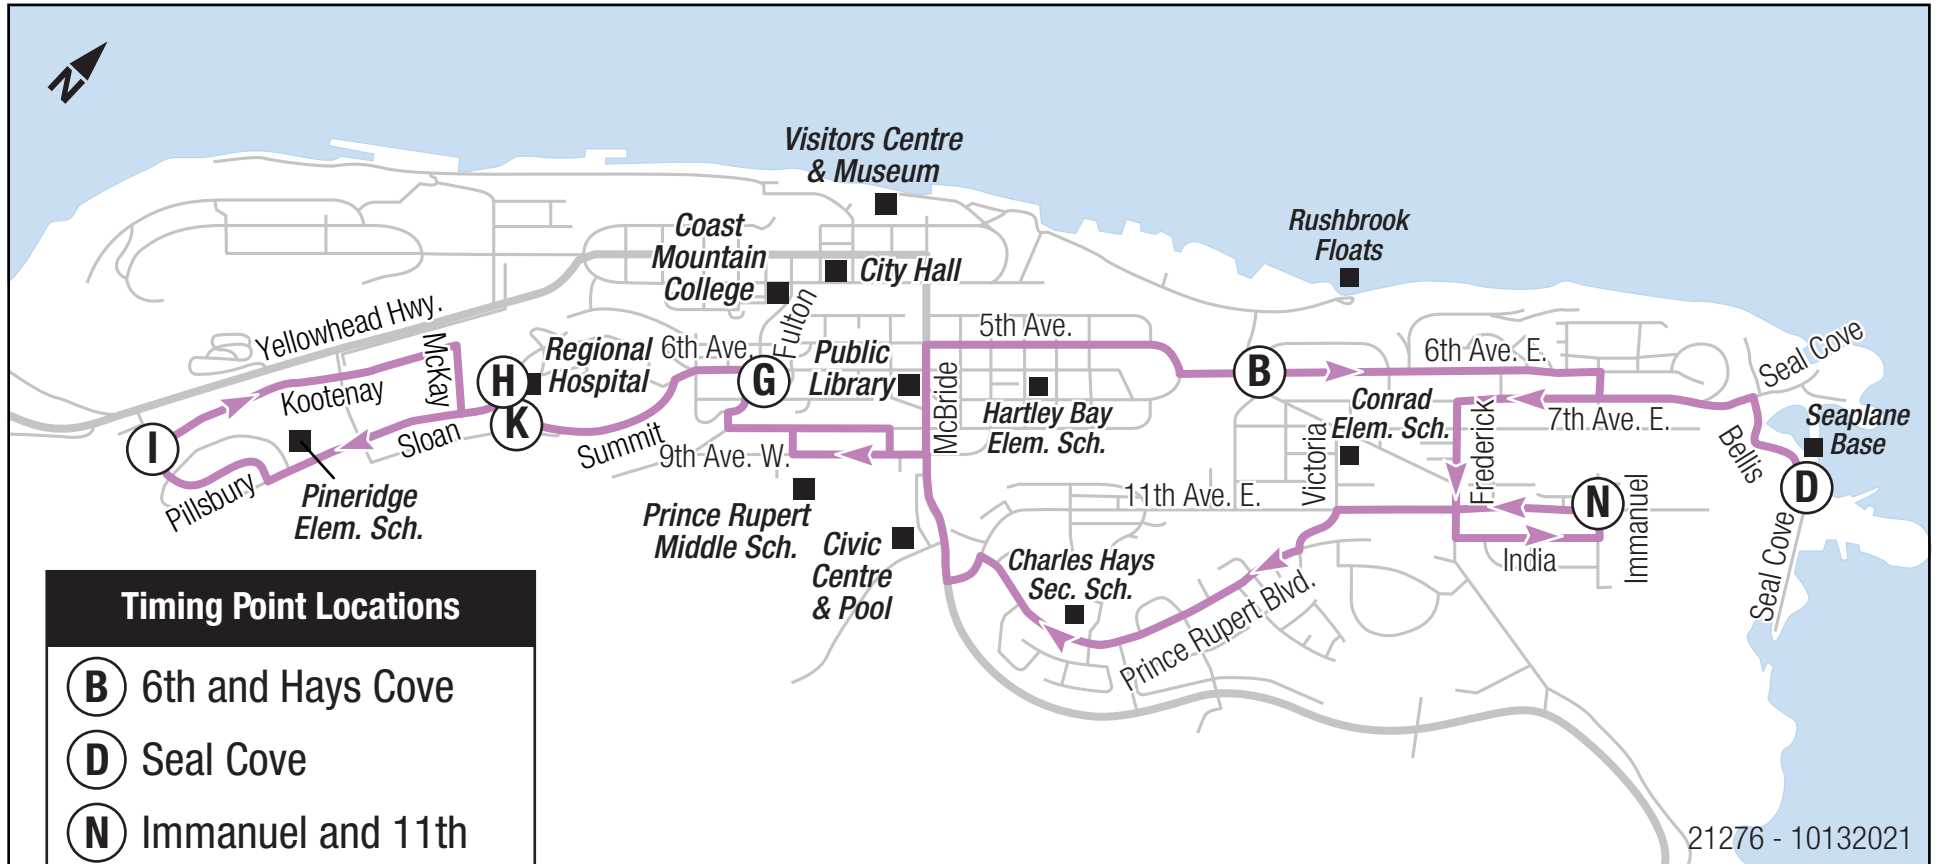 N
Visitors Centre
& Museum
Coast
Mountain
College
City Hall
Rushbrook
Floats
Yellowhead Hwy.
McKay
Kootenay
H
Regional
Hospital
6th Ave.
Fulton
G
Public
Library
5th Ave.
McBride
Hartley Bay
Elem. Sch.
B
6th Ave. E.
Conrad
Elem. Sch.
Frederick
7th Ave. E.
Seal Cove
Seaplane
Base
Bellis
D
Seal Cove
I
Pillsbury
Pineridge
Elem. Sch.
Sloan
K
Summit
9th Ave. W.
Prince Rupert
Middle Sch.
Civic
Centre
& Pool
11th Ave. E.
Victoria
N
Immanuel
India
Charles Hays
Sec. Sch.
Prince Rupert Blvd.
Timing Point Locations
B 6th and Hays Cove
D Seal Cove
N Immanuel and 11th
21276 - 10132021